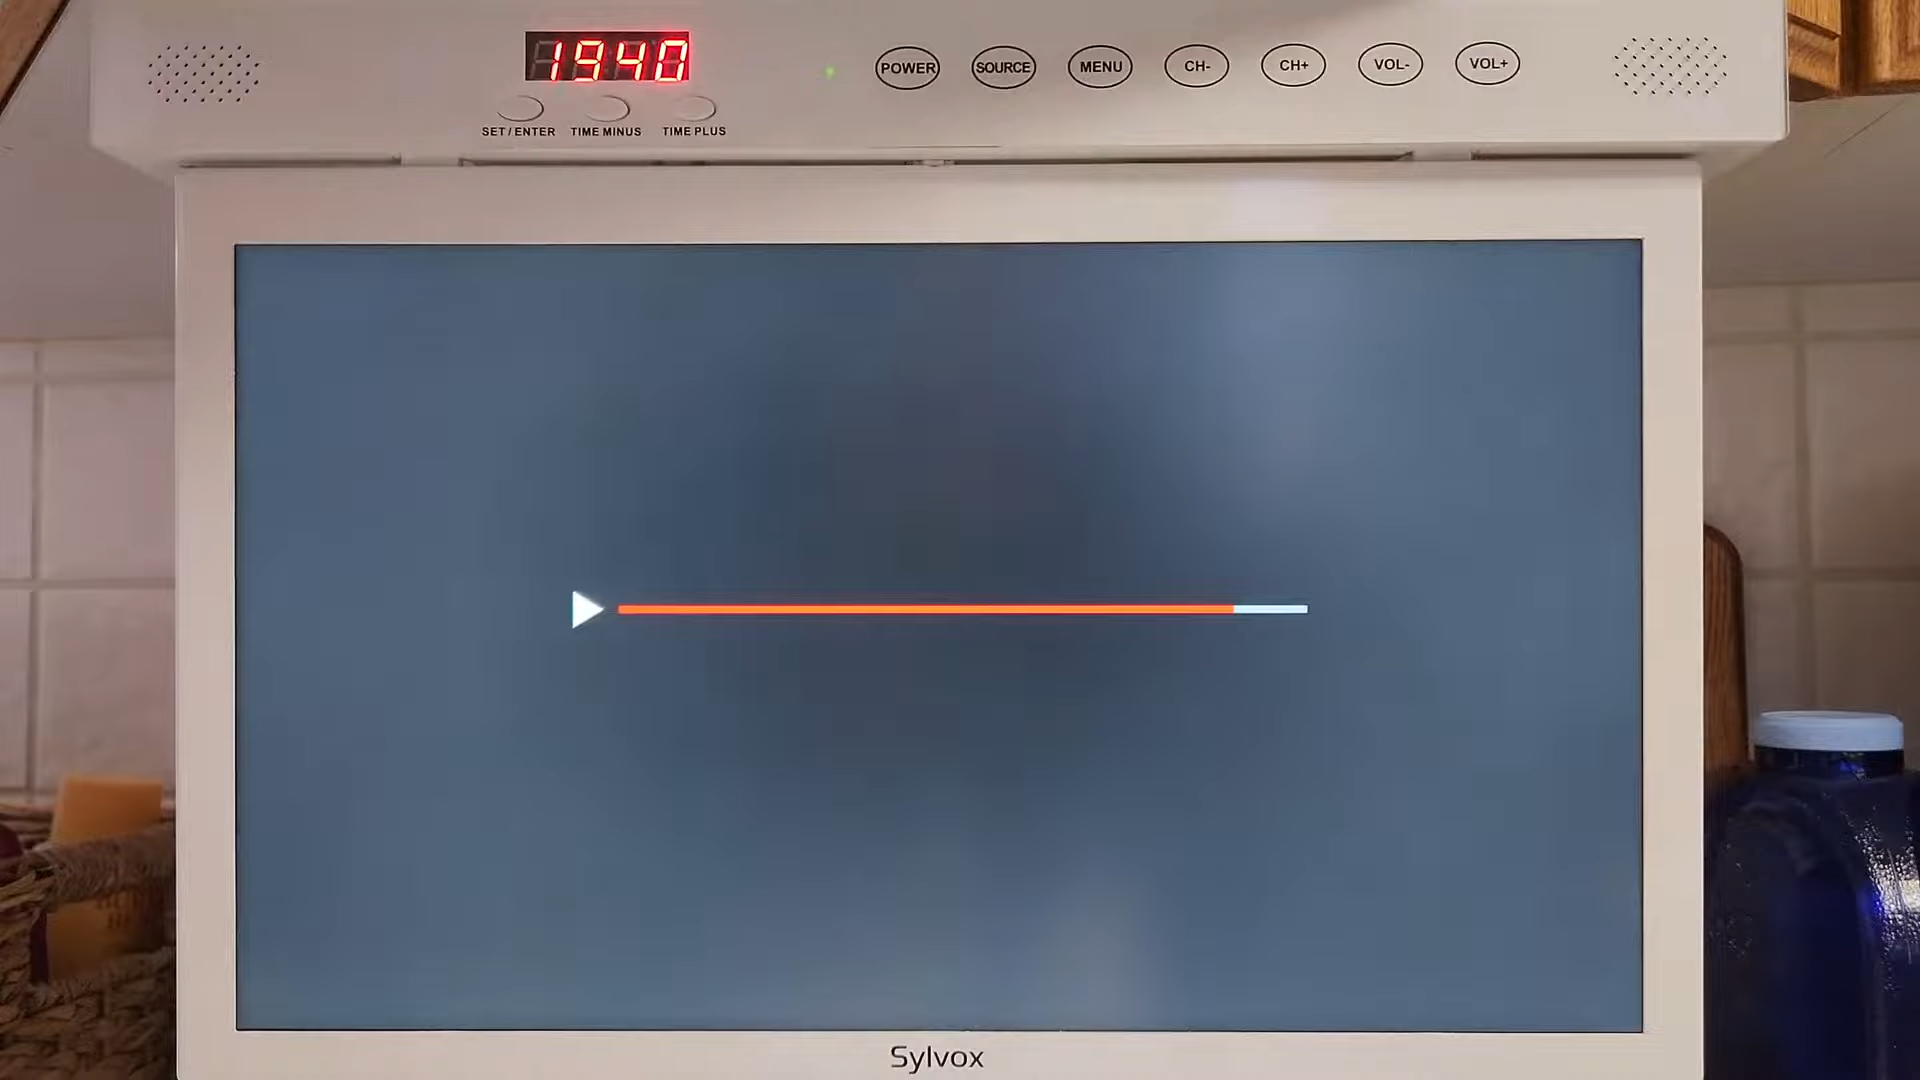 1940
POWER SOURCE MENU CH- CH+ VOL- VOL+
SET / ENTER TIME MINUS TIME PLUS
Sylvox